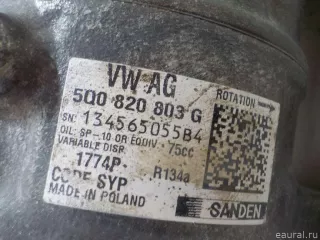 VW AG
5Q0 820 803 G
SN: 134565055B4
OIL: SP-10 OR EQUIV - 75cc
VARIABLE DISP.
1774P
R134a
CODE SYP
MADE IN POLAND
ROTATION
SANDEN
eaural.ru